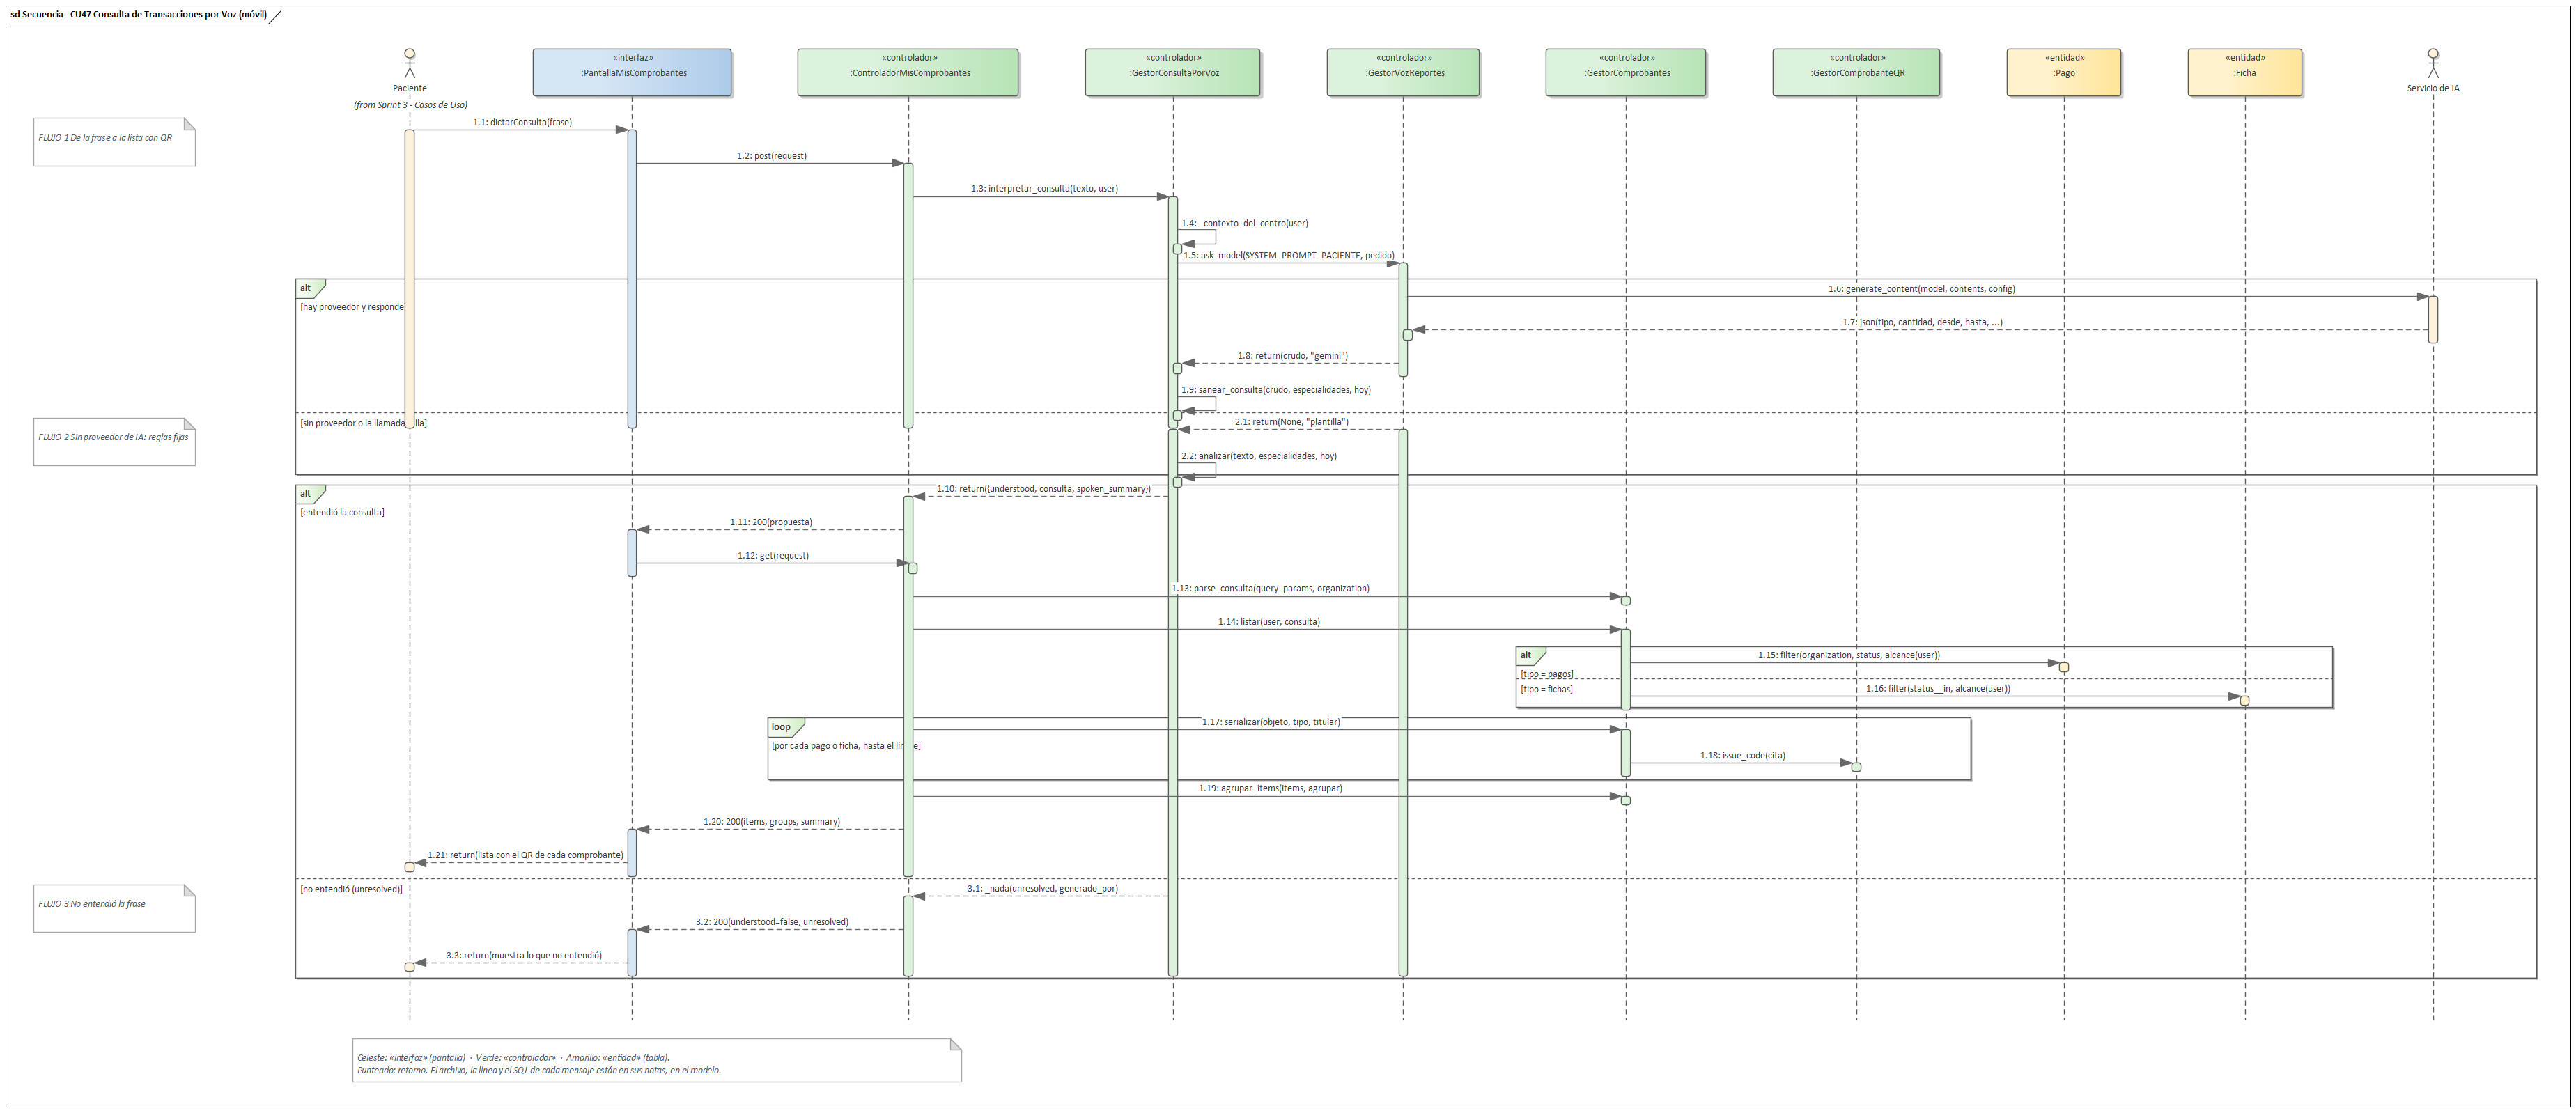 sd Secuencia - CU47 Consulta de Transacciones por Voz (móvil)
Paciente
(from Sprint 3 - Casos de Uso)
«interfaz»
:PantallaMisComprobantes
«controlador»
:ControladorMisComprobantes
«controlador»
:GestorConsultaPorVoz
«controlador»
:GestorVozReportes
«controlador»
:GestorComprobantes
«controlador»
:GestorComprobanteQR
«entidad»
:Pago
«entidad»
:Ficha
Servicio de IA
FLUJO 1 De la frase a la lista con QR
1.1: dictarConsulta(frase)
1.2: post(request)
1.3: interpretar_consulta(texto, user)
1.4: _contexto_del_centro(user)
1.5: ask_model(SYSTEM_PROMPT_PACIENTE, pedido)
alt
[hay proveedor y responde
1.6: generate_content(model, contents, config)
1.7: json(tipo, cantidad, desde, hasta, ...)
1.8: return(crudo, "gemini")
1.9: sanear_consulta(crudo, especialidades, hoy)
FLUJO 2 Sin proveedor de IA: reglas fijas
[sin proveedor o la llamada lla]
2.1: return(None, "plantilla")
2.2: analizar(texto, especialidades, hoy)
alt
1.10: return({understood, consulta, spoken_summary})
[entendió la consulta]
1.11: 200(propuesta)
1.12: get(request)
1.13: parse_consulta(query_params, organization)
1.14: listar(user, consulta)
alt
1.15: filter(organization, status, alcance(user))
[tipo = pagos]
[tipo = fichas]
1.16: filter(status__in, alcance(user))
loop
1.17: serializar(objeto, tipo, titular)
[por cada pago o ficha, hasta el lím e]
1.18: issue_code(cita)
1.19: agrupar_items(items, agrupar)
1.20: 200(items, groups, summary)
1.21: return(lista con el QR de cada comprobante)
FLUJO 3 No entendió la frase
[no entendió (unresolved)]
3.1: _nada(unresolved, generado_por)
3.2: 200(understood=false, unresolved)
3.3: return(muestra lo que no entendió)
Celeste: «interfaz» (pantalla) · Verde: «controlador» · Amarillo: «entidad» (tabla).
Punteado: retorno. El archivo, la línea y el SQL de cada mensaje están en sus notas, en el modelo.